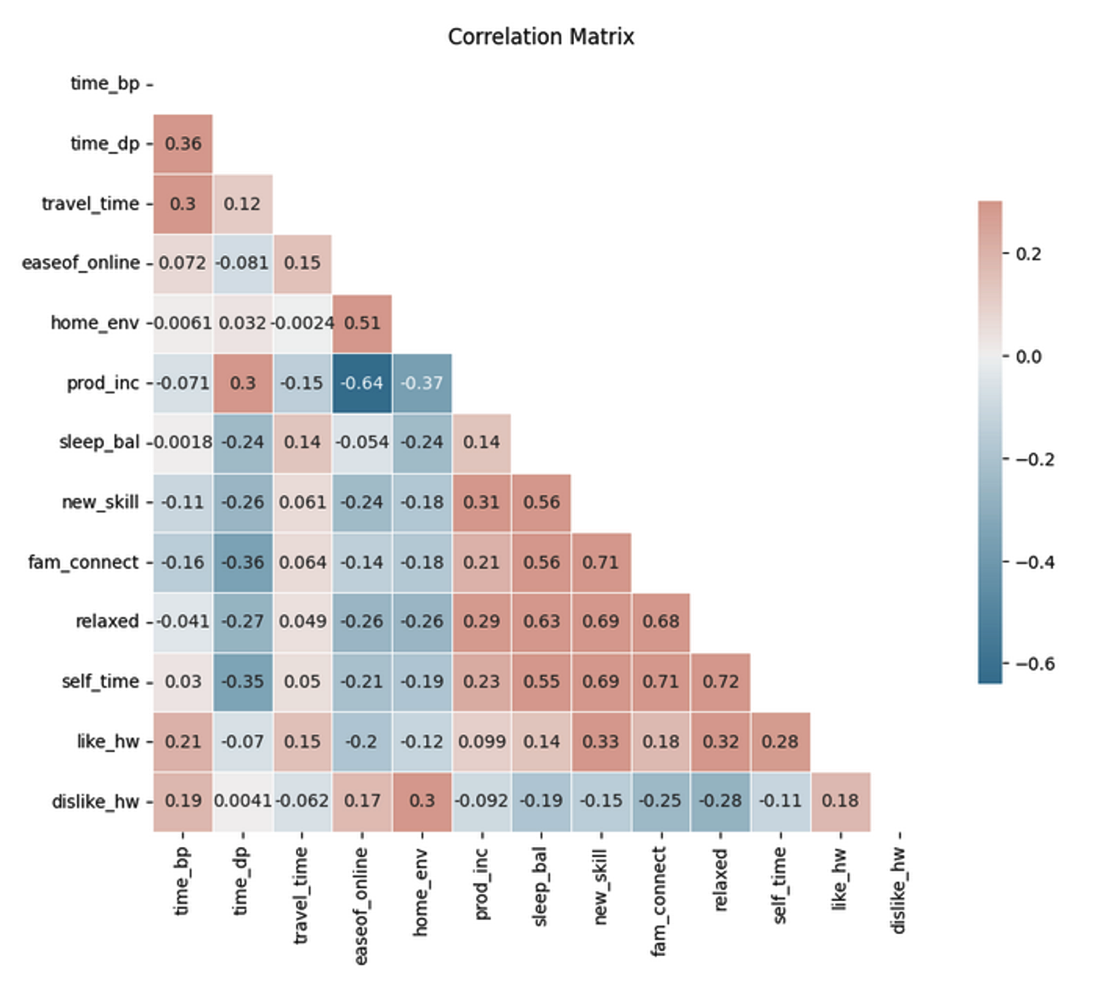 Correlation Matrix
time_bp
time_dp 0.36
travel_time 0.3 0.12
easeof_online 0.072 -0.081 0.15
home_env 0.0061 0.032 -0.0024 0.51
prod_inc -0.071 0.3 -0.15 -0.64 -0.37
sleep_bal 0.0018 -0.24 0.14 -0.054 -0.24 0.14
new_skill -0.11 -0.26 0.061 -0.24 -0.18 0.31 0.56
fam_connect -0.16 -0.36 0.064 -0.14 -0.18 0.21 0.56 0.71
relaxed -0.041 -0.27 0.049 -0.26 -0.26 0.29 0.63 0.69 0.68
self_time 0.03 -0.35 0.05 -0.21 -0.19 0.23 0.55 0.69 0.71 0.72
like_hw 0.21 -0.07 0.15 -0.2 -0.12 0.099 0.14 0.33 0.18 0.32 0.28
dislike_hw 0.19 0.0041 -0.062 0.17 0.3 -0.092 -0.19 -0.15 -0.25 -0.28 -0.11 0.18
time_bp
time_dp
travel_time
easeof_online
home_env
prod_inc
sleep_bal
new_skill
fam_connect
relaxed
self_time
like_hw
dislike_hw
0.2
0.0
−0.2
−0.4
−0.6